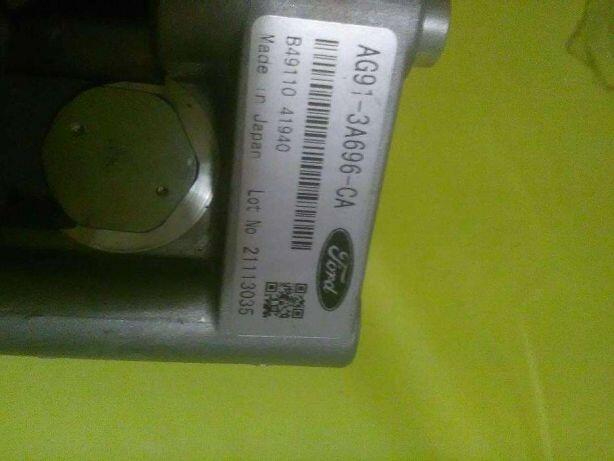 AG91-3A696-CA
Ford
B49110 41940
Made in Japan Lot No 21113035